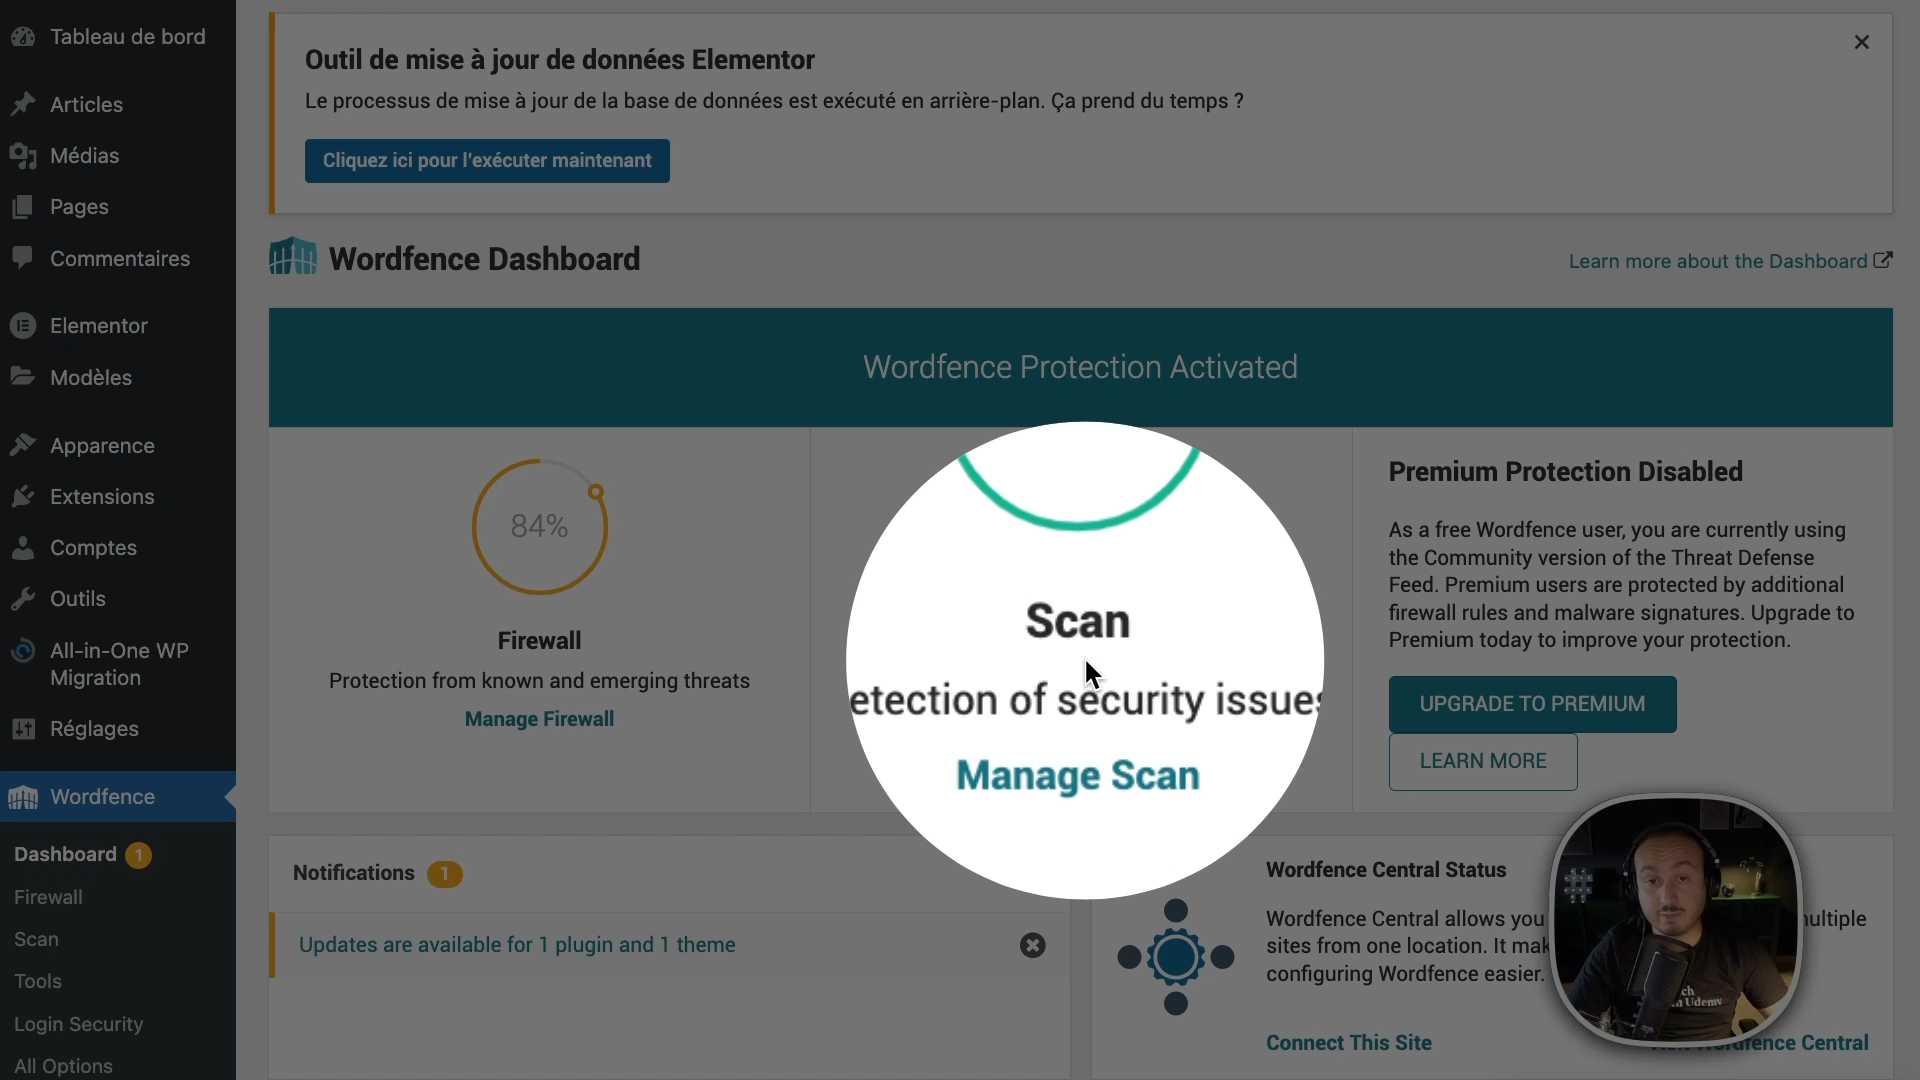 Tableau de bord
Articles
Médias
Pages
Commentaires
Elementor
Modèles
Apparence
Extensions
Comptes
Outils
All-in-One WP
Migration
Réglages
Wordfence
Dashboard 1
Firewall
Scan
Tools
Login Security
All Options
Outil de mise à jour de données Elementor
Le processus de mise à jour de la base de données est exécuté en arrière-plan. Ça prend du temps ?
Cliquez ici pour l'exécuter maintenant
Wordfence Dashboard
Learn more about the Dashboard
Wordfence Protection Activated
84%
Firewall
Protection from known and emerging threats
Manage Firewall
Scan
etection of security issues
Manage Scan
Premium Protection Disabled
As a free Wordfence user, you are currently using
the Community version of the Threat Defense
Feed. Premium users are protected by additional
firewall rules and malware signatures. Upgrade to
Premium today to improve your protection.
UPGRADE TO PREMIUM
LEARN MORE
Notifications 1
Updates are available for 1 plugin and 1 theme
Wordfence Central Status
Wordfence Central allows you
sites from one location. It mak
configuring Wordfence easier.
Connect This Site
Central
Udemy